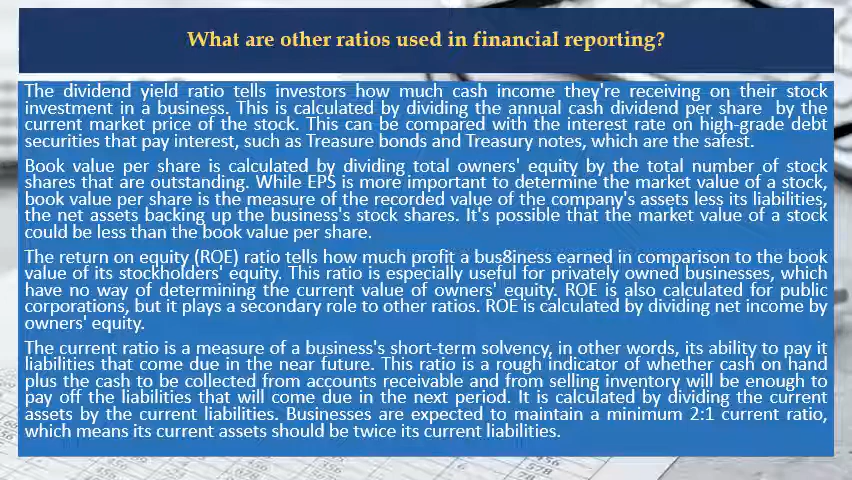 What are other ratios used in financial reporting?
The dividend yield ratio tells investors how much cash income they're receiving on their stock
investment in a business. This is calculated by dividing the annual cash dividend per share by the
current market price of the stock. This can be compared with the interest rate on high-grade debt
securities that pay interest, such as Treasure bonds and Treasury notes, which are the safest.
Book value per share is calculated by dividing total owners' equity by the total number of stock
shares that are outstanding. While EPS is more important to determine the market value of a stock,
book value per share is the measure of the recorded value of the company's assets less its liabilities,
the net assets backing up the business's stock shares. It's possible that the market value of a stock
could be less than the book value per share.
The return on equity (ROE) ratio tells how much profit a bus8iness earned in comparison to the book
value of its stockholders' equity. This ratio is especially useful for privately owned businesses, which
have no way of determining the current value of owners' equity. ROE is also calculated for public
corporations, but it plays a secondary role to other ratios. ROE is calculated by dividing net income by
owners' equity.
The current ratio is a measure of a business's short-term solvency, in other words, its ability to pay it
liabilities that come due in the near future. This ratio is a rough indicator of whether cash on hand
plus the cash to be collected from accounts receivable and from selling inventory will be enough to
pay off the liabilities that will come due in the next period. It is calculated by dividing the current
assets by the current liabilities. Businesses are expected to maintain a minimum 2:1 current ratio,
which means its current assets should be twice its current liabilities.